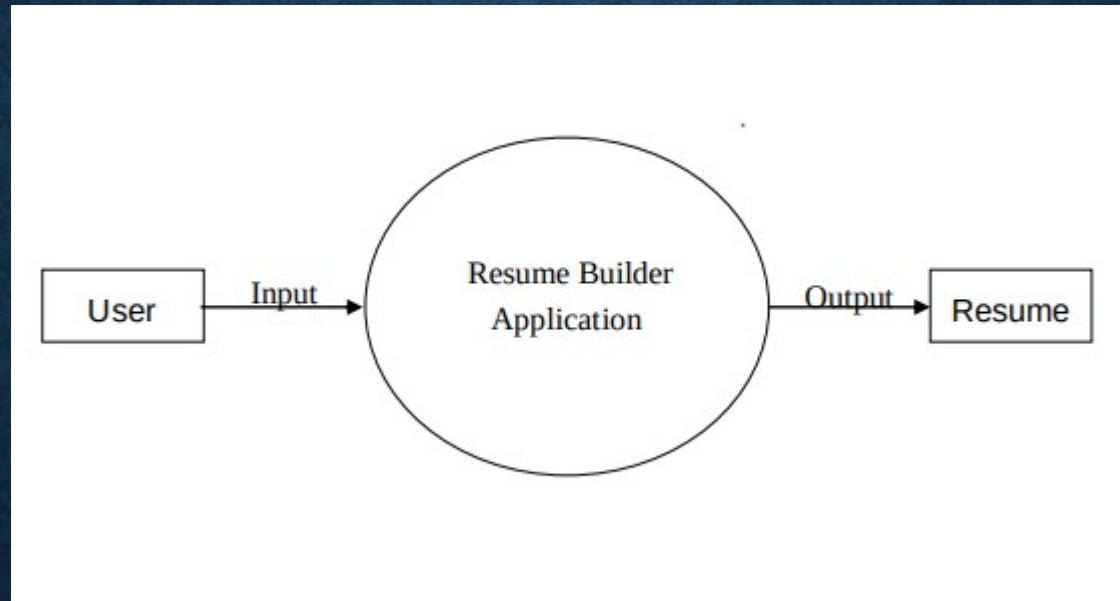 User
Input
Resume Builder
Application
Output
Resume